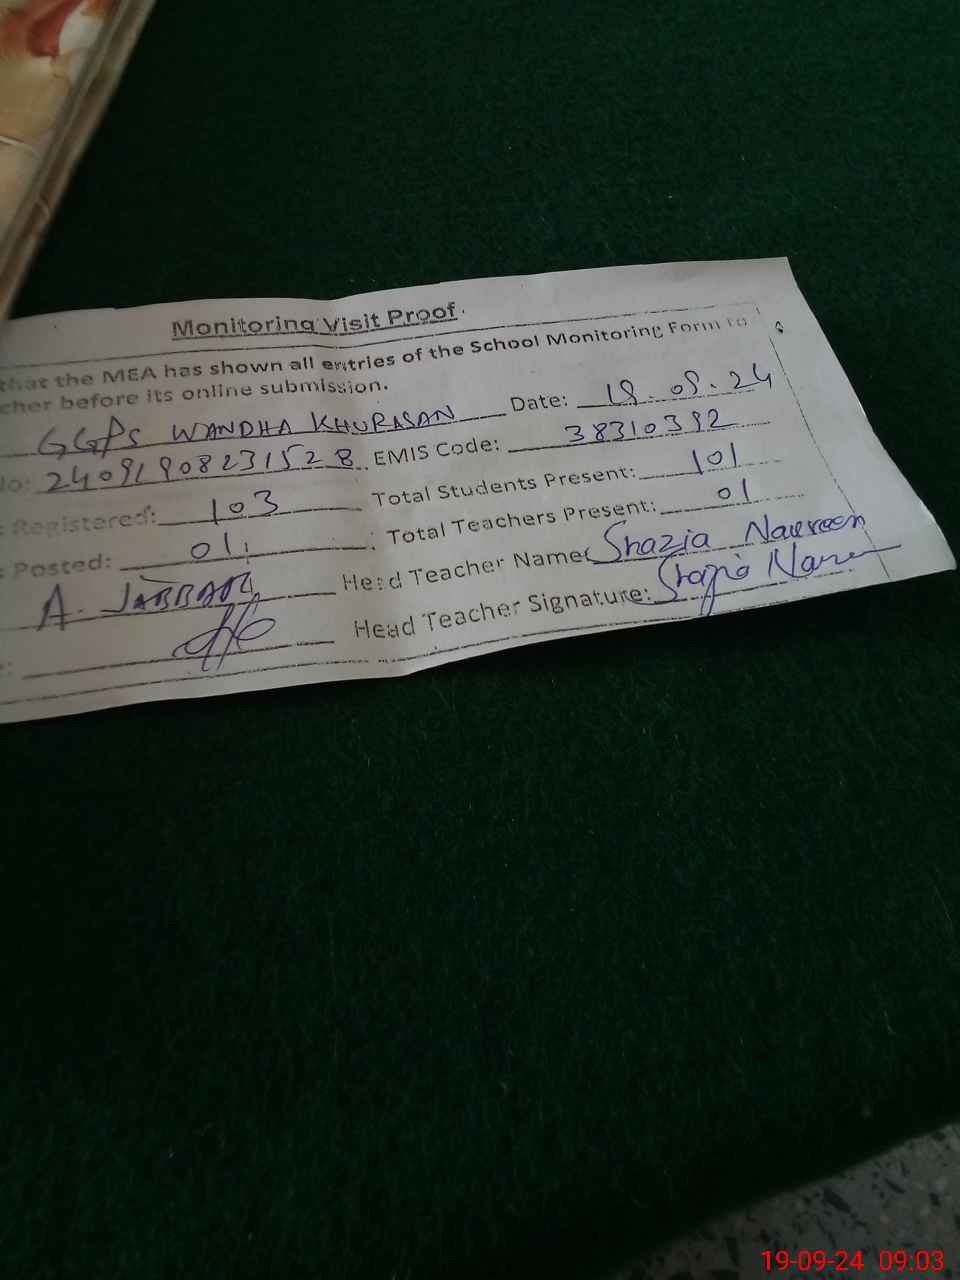 Monitoring Visit Proof
that the MEA has shown all entries of the School Monitoring Form to
cher before its online submission.
GGPS WANDHA KHURASAN Date: 19.09.24
No: 24091908231528 EMIS Code: 38310392
Registered: 103 Total Students Present: 101
Posted: 01 Total Teachers Present: 01
A. JABBAR Head Teacher Name: Shazia Naureen
Head Teacher Signature: Shazia
19-09-24 09:03